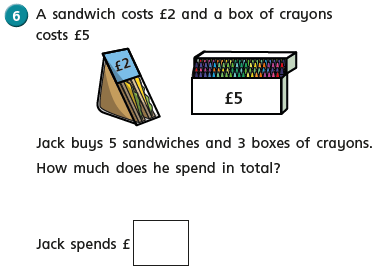 6 A sandwich costs £2 and a box of crayons
costs £5
£2
£5
Jack buys 5 sandwiches and 3 boxes of crayons.
How much does he spend in total?
Jack spends £